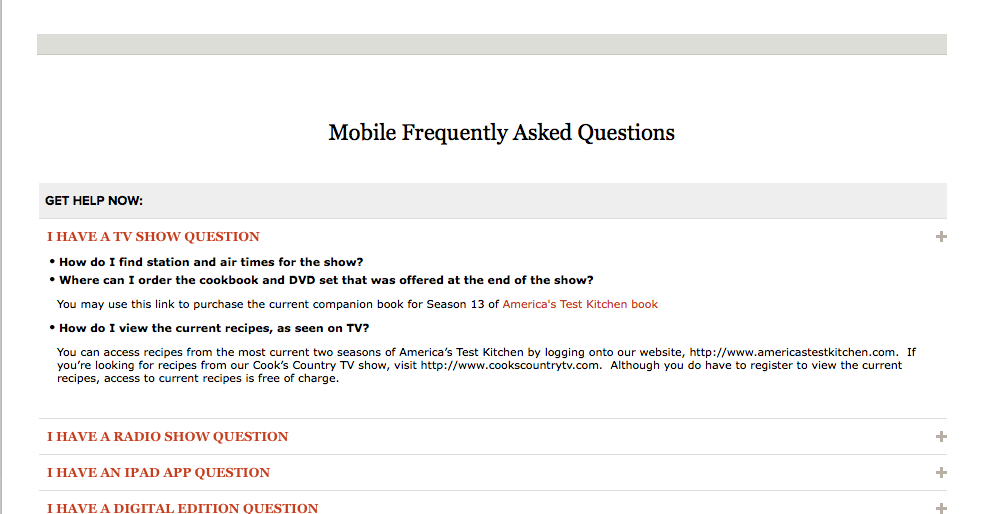 Mobile Frequently Asked Questions
GET HELP NOW:
I HAVE A TV SHOW QUESTION
• How do I find station and air times for the show?
• Where can I order the cookbook and DVD set that was offered at the end of the show?
You may use this link to purchase the current companion book for Season 13 of America's Test Kitchen book
• How do I view the current recipes, as seen on TV?
You can access recipes from the most current two seasons of America’s Test Kitchen by logging onto our website, http://www.americastestkitchen.com.  If
you’re looking for recipes from our Cook’s Country TV show, visit http://www.cookscountrytv.com.  Although you do have to register to view the current
recipes, access to current recipes is free of charge.
I HAVE A RADIO SHOW QUESTION
I HAVE AN IPAD APP QUESTION
I HAVE A DIGITAL EDITION QUESTION